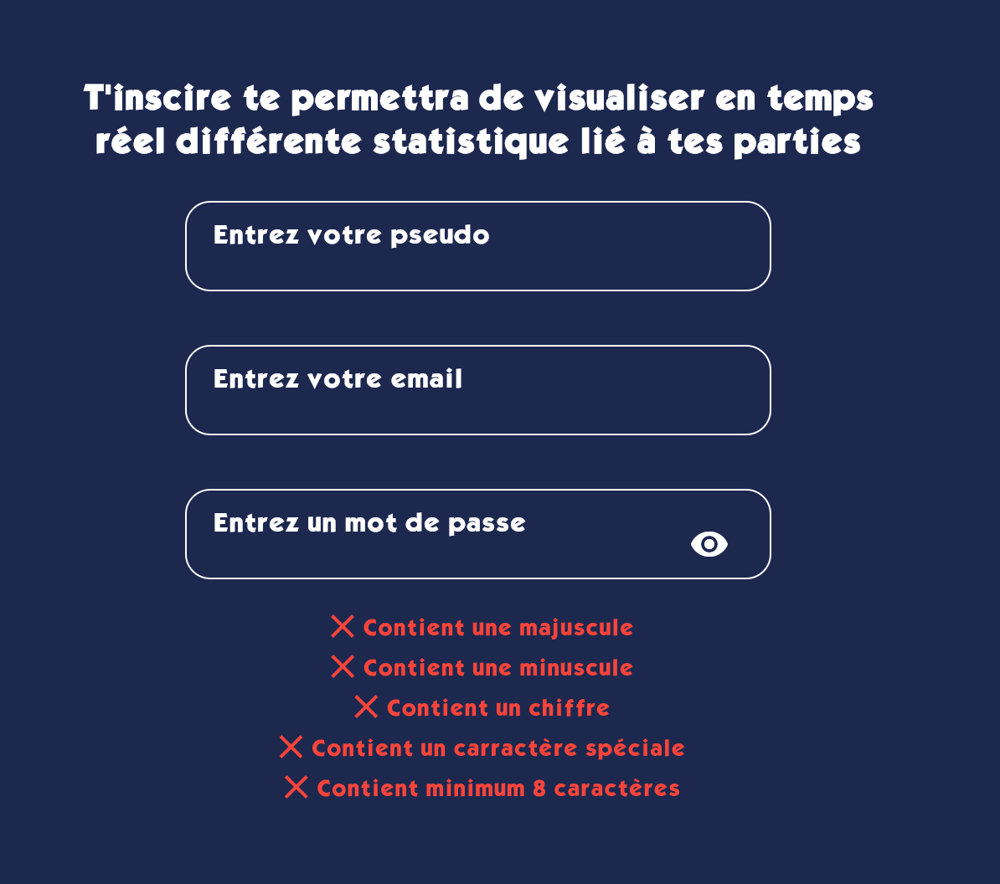 T'inscire te permettra de visualiser en temps
réel différente statistique lié à tes parties
Entrez votre pseudo
Entrez votre email
Entrez un mot de passe
Contient une majuscule
Contient une minuscule
Contient un chiffre
Contient un carractère spéciale
Contient minimum 8 caractères